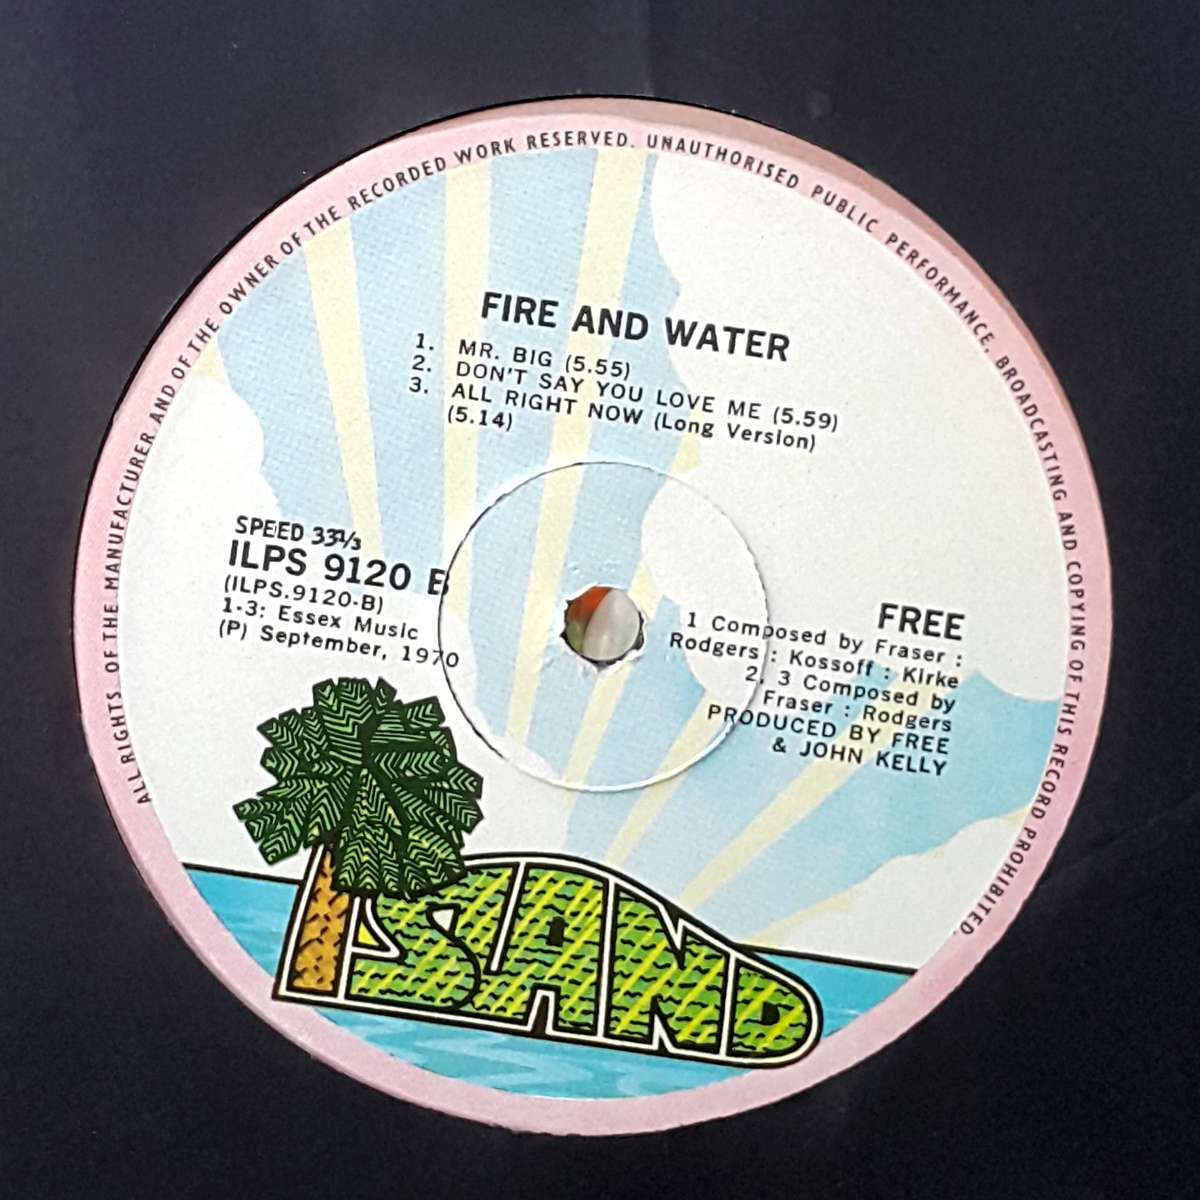 ALL RIGHTS OF THE MANUFACTURER AND OF THE OWNER OF THE RECORDED WORK RESERVED. UNAUTHORISED PUBLIC PERFORMANCE, BROADCASTING AND COPYING OF THIS RECORD PROHIBITED.
FIRE AND WATER
1. MR. BIG (5.55)
2. DON'T SAY YOU LOVE ME (5.59)
3. ALL RIGHT NOW (Long Version)
(5.14)
SPEED 33⅓
ILPS 9120 B
(ILPS.9120-B)
1-3: Essex Music
(P) September, 1970
FREE
1 Composed by Fraser :
Rodgers : Kossoff : Kirke
2, 3 Composed by
Fraser : Rodgers
PRODUCED BY FREE
& JOHN KELLY
ISLAND